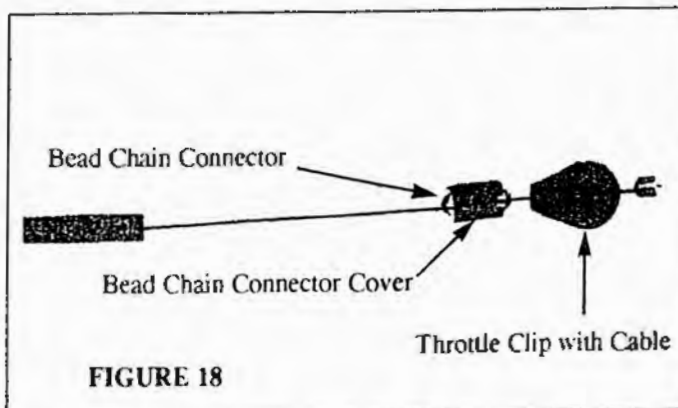 Bead Chain Connector
Bead Chain Connector Cover
Throttle Clip with Cable
FIGURE 18